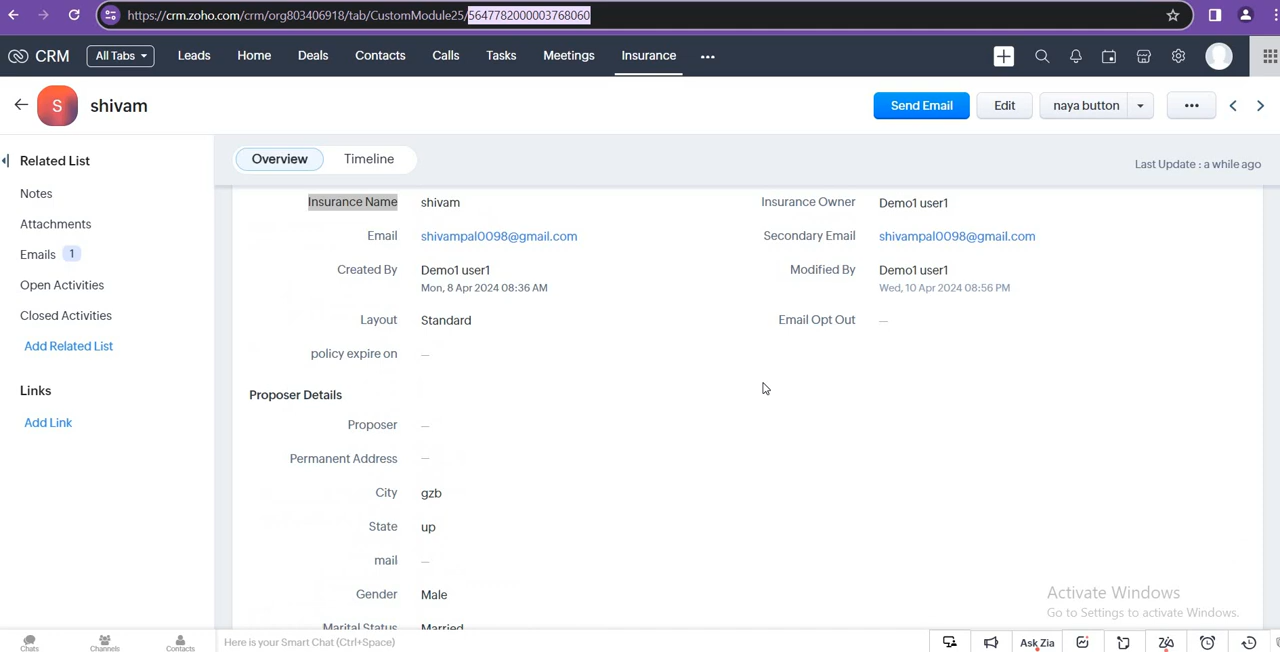 https://crm.zoho.com/crm/org803406918/tab/CustomModule25/5647782000003768060
CRM All Tabs Leads Home Deals Contacts Calls Tasks Meetings Insurance
S shivam Send Email Edit naya button
Related List
Overview Timeline
Last Update : a while ago
Notes
Attachments
Emails 1
Open Activities
Closed Activities
Add Related List
Links
Add Link
Insurance Name shivam Insurance Owner Demo1 user1
Email shivampal0098@gmail.com Secondary Email shivampal0098@gmail.com
Created By Demo1 user1 Modified By Demo1 user1
Mon, 8 Apr 2024 08:36 AM Wed, 10 Apr 2024 08:56 PM
Layout Standard Email Opt Out —
policy expire on —
Proposer Details
Proposer —
Permanent Address —
City gzb
State up
mail —
Gender Male
Marital Status Married
Activate Windows
Go to Settings to activate Windows.
Chats Channels Contacts Here is your Smart Chat (Ctrl+Space) Ask Zia